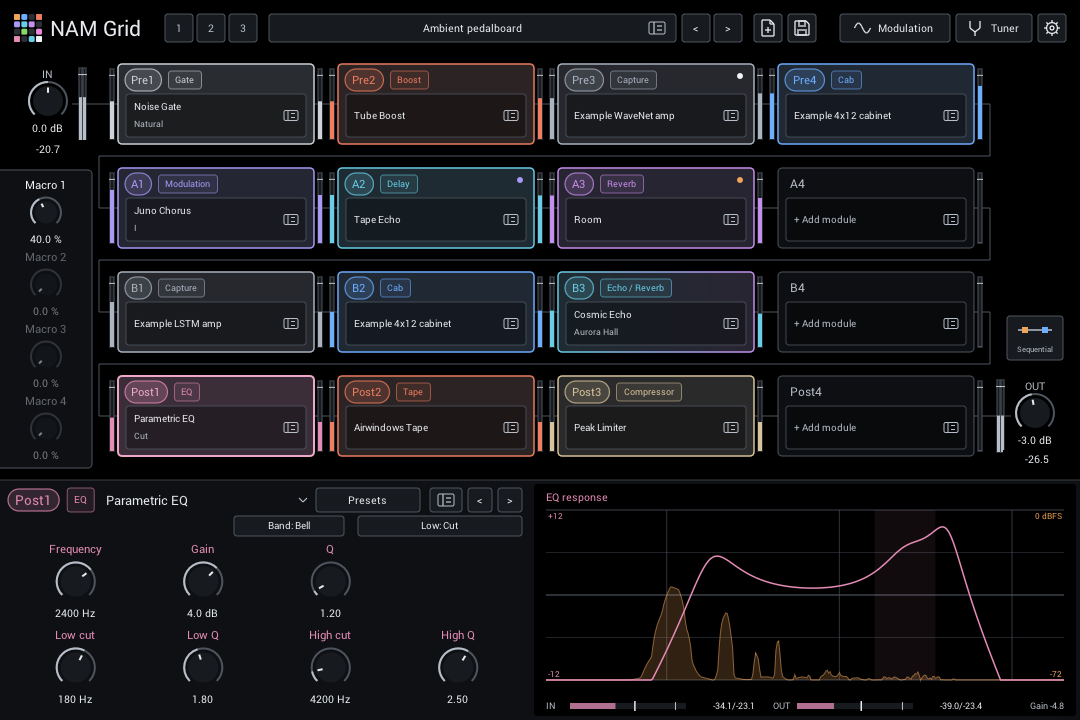 NAM Grid
1
2
3
Ambient pedalboard
<
>
Modulation
Tuner
IN
0.0 dB
-20.7
Pre1
Gate
Noise Gate
Natural
Pre2
Boost
Tube Boost
Pre3
Capture
Example WaveNet amp
Pre4
Cab
Example 4x12 cabinet
Macro 1
40.0 %
Macro 2
0.0 %
Macro 3
0.0 %
Macro 4
0.0 %
A1
Modulation
Juno Chorus
I
A2
Delay
Tape Echo
A3
Reverb
Room
A4
+ Add module
B1
Capture
Example LSTM amp
B2
Cab
Example 4x12 cabinet
B3
Echo / Reverb
Cosmic Echo
Aurora Hall
B4
+ Add module
Sequential
Post1
EQ
Parametric EQ
Cut
Post2
Tape
Airwindows Tape
Post3
Compressor
Peak Limiter
Post4
+ Add module
OUT
-3.0 dB
-26.5
Post1
EQ
Parametric EQ
Presets
<
>
Band: Bell
Low: Cut
Frequency
Gain
Q
2400 Hz
4.0 dB
1.20
Low cut
Low Q
High cut
High Q
180 Hz
1.80
4200 Hz
2.50
EQ response
+12
0 dBFS
-12
-72
IN
-34.1/-23.1
OUT
-39.0/-23.4
Gain -4.8